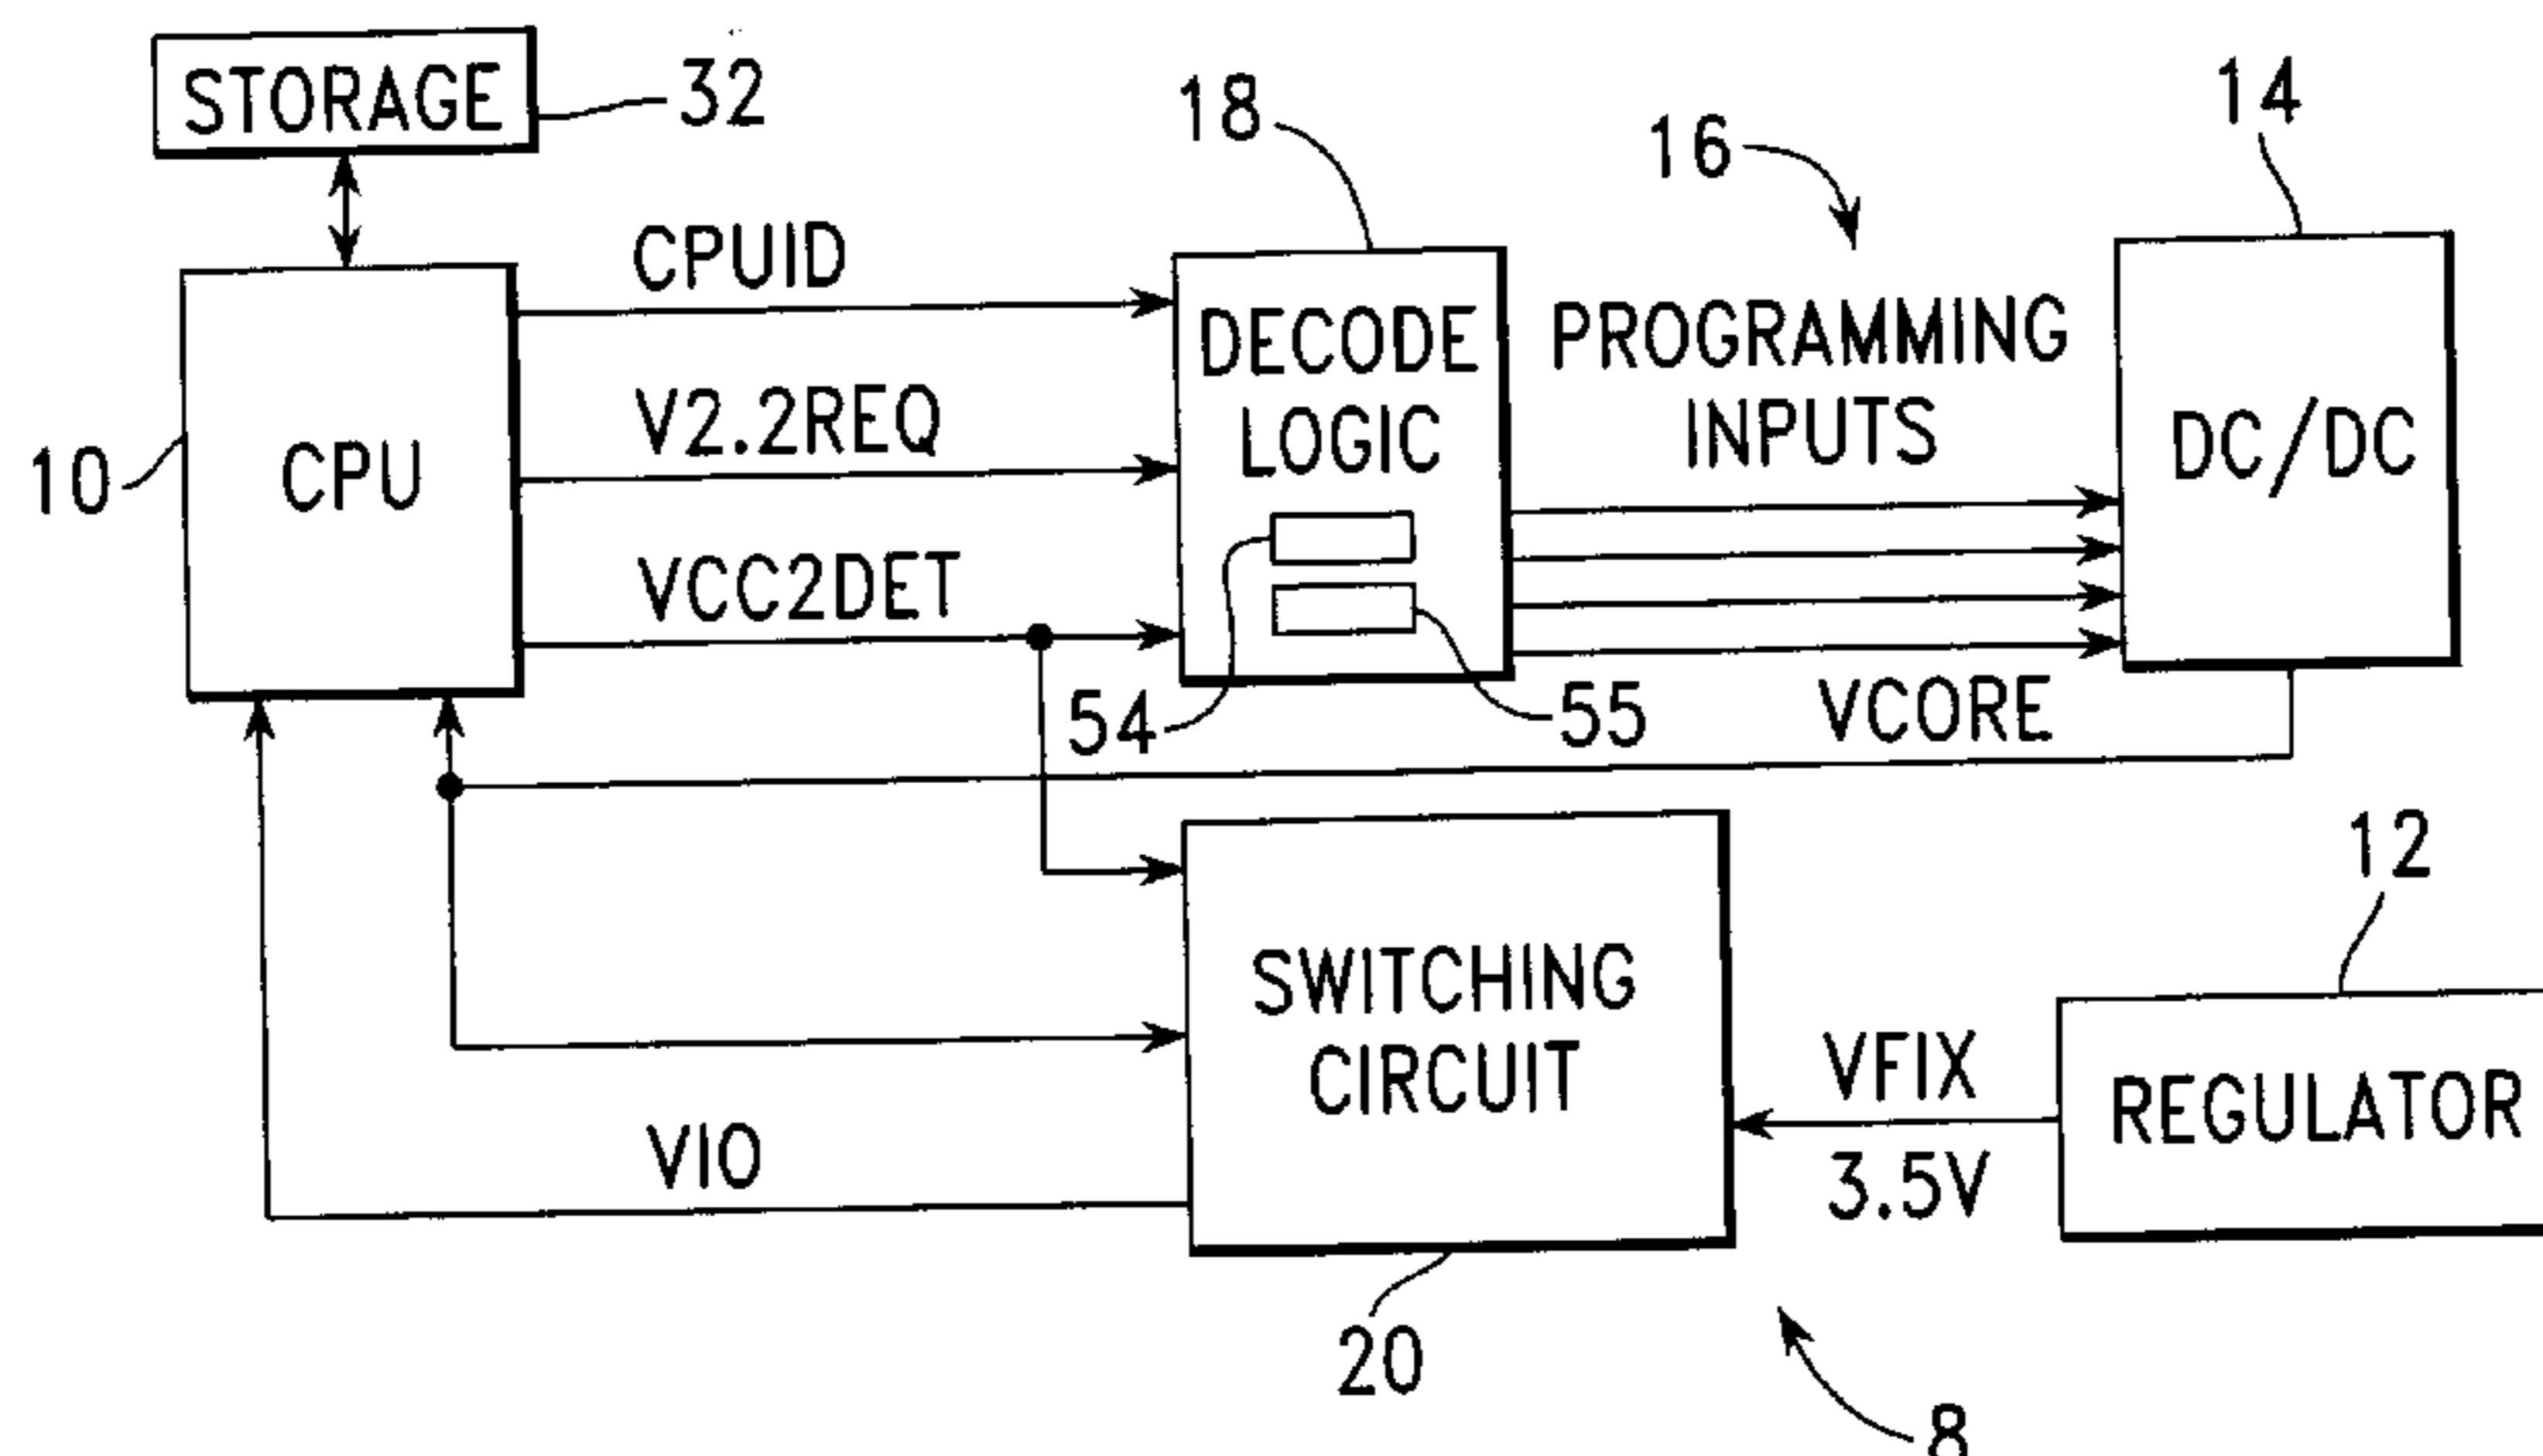 STORAGE
32
18
16
14
CPUID
DECODE
LOGIC
PROGRAMMING
INPUTS
DC/DC
V2.2REQ
10
CPU
VCC2DET
54
55
VCORE
12
SWITCHING
CIRCUIT
VFIX
3.5V
REGULATOR
VIO
20
8